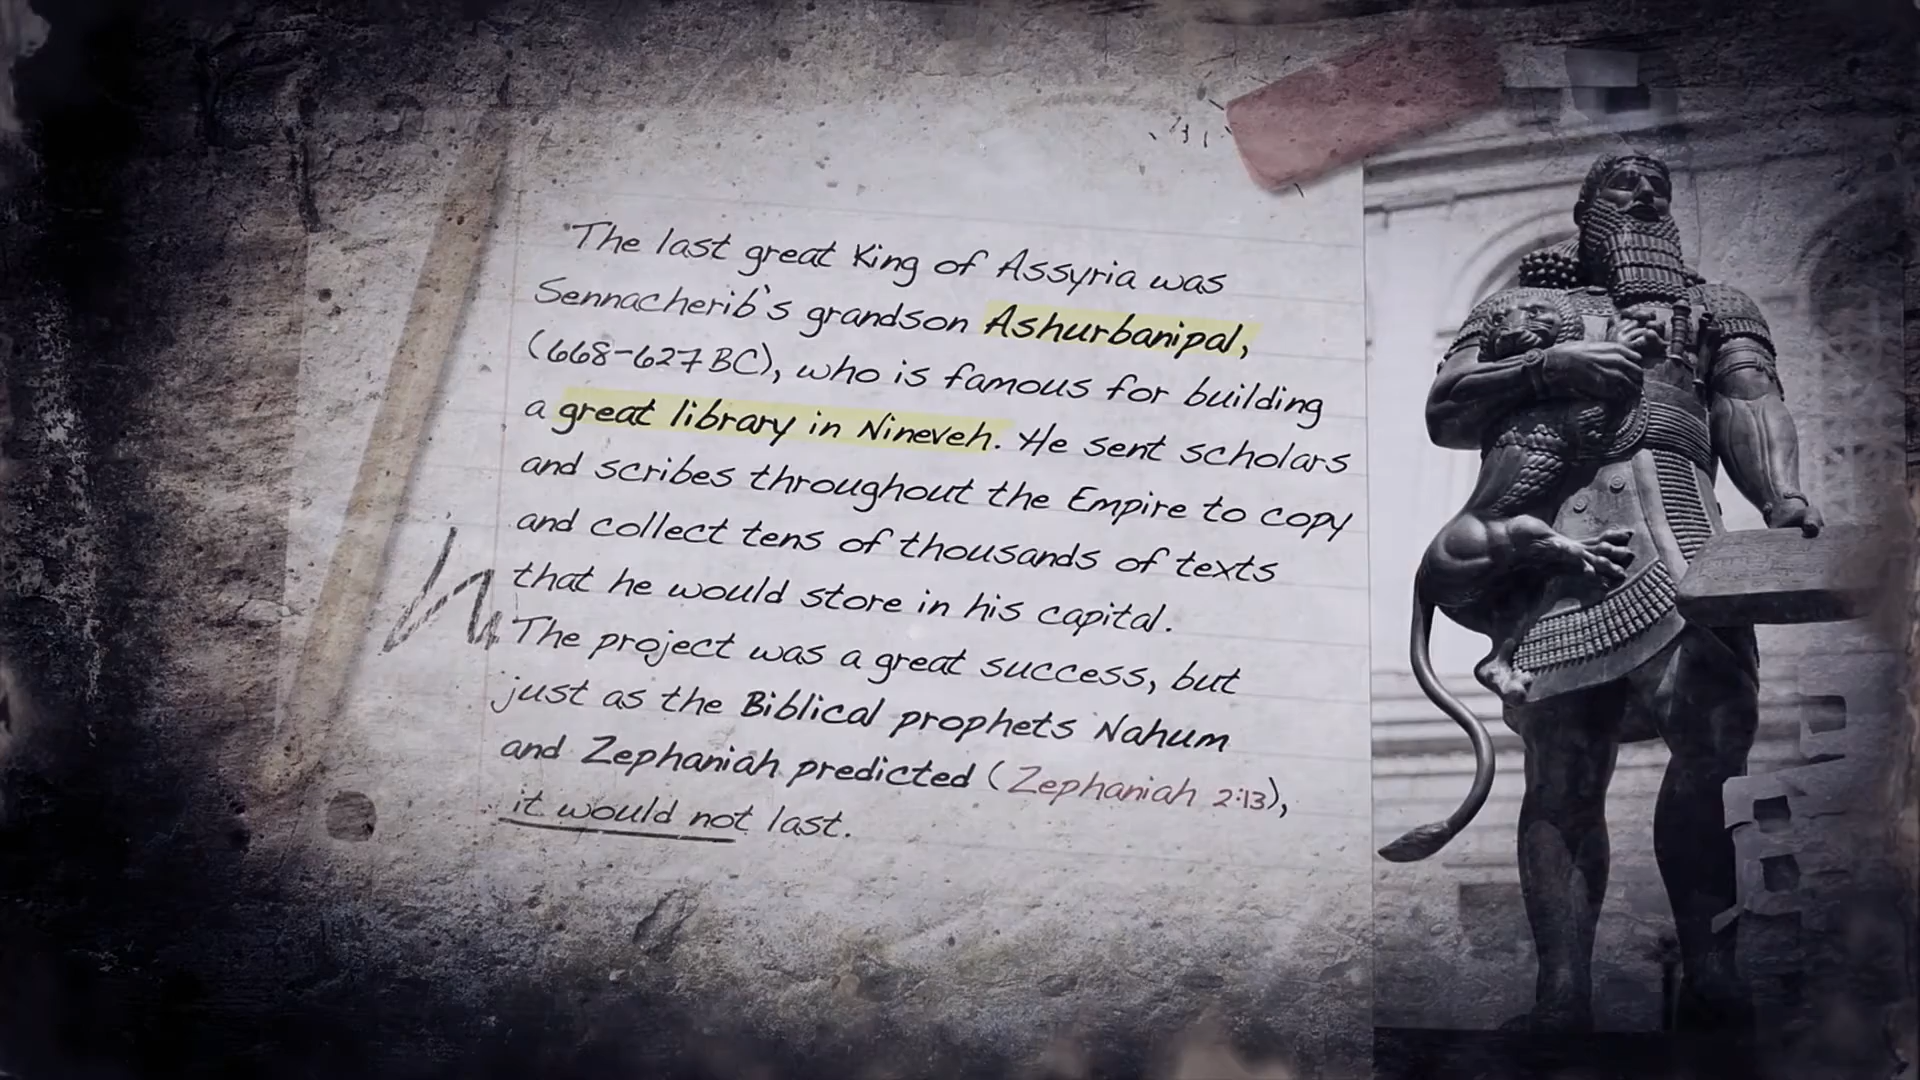 The last great King of Assyria was
Sennacherib's grandson Ashurbanipal,
(668-627 BC), who is famous for building
a great library in Nineveh. He sent scholars
and scribes throughout the Empire to copy
and collect tens of thousands of texts
that he would store in his capital.
The project was a great success, but
just as the Biblical prophets Nahum
and Zephaniah predicted (Zephaniah 2:13),
it would not last.